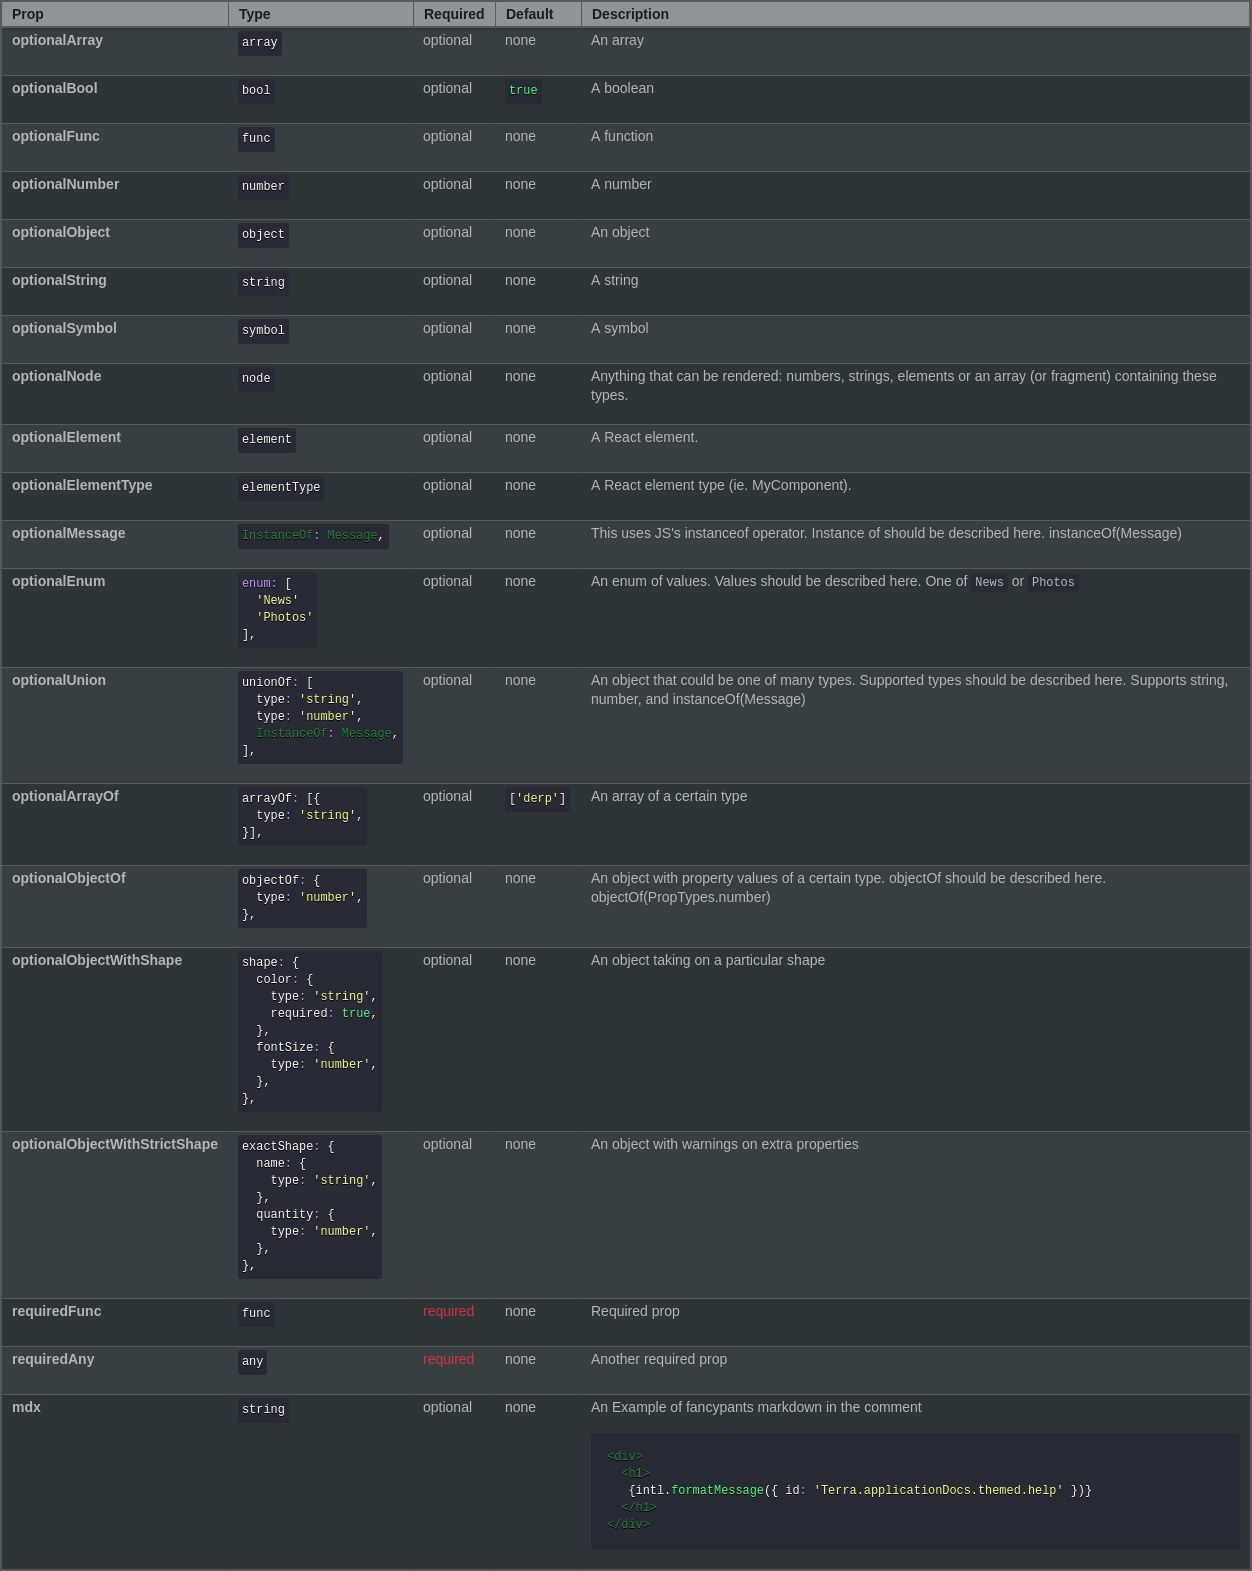 Prop Type Required Default Description
optionalArray array optional none An array
optionalBool bool optional true A boolean
optionalFunc func optional none A function
optionalNumber number optional none A number
optionalObject object optional none An object
optionalString string optional none A string
optionalSymbol symbol optional none A symbol
optionalNode node optional none Anything that can be rendered: numbers, strings, elements or an array (or fragment) containing these
types.
optionalElement element optional none A React element.
optionalElementType elementType optional none A React element type (ie. MyComponent).
optionalMessage InstanceOf: Message, optional none This uses JS's instanceof operator. Instance of should be described here. instanceOf(Message)
optionalEnum enum: [ optional none An enum of values. Values should be described here. One of News or Photos
'News'
'Photos'
],
optionalUnion unionOf: [ optional none An object that could be one of many types. Supported types should be described here. Supports string,
type: 'string', number, and instanceOf(Message)
type: 'number',
InstanceOf: Message,
],
optionalArrayOf arrayOf: [{ optional ['derp'] An array of a certain type
type: 'string',
}],
optionalObjectOf objectOf: { optional none An object with property values of a certain type. objectOf should be described here.
type: 'number', objectOf(PropTypes.number)
},
optionalObjectWithShape shape: { optional none An object taking on a particular shape
color: {
type: 'string',
required: true,
},
fontSize: {
type: 'number',
},
},
optionalObjectWithStrictShape exactShape: { optional none An object with warnings on extra properties
name: {
type: 'string',
},
quantity: {
type: 'number',
},
},
requiredFunc func required none Required prop
requiredAny any required none Another required prop
mdx string optional none An Example of fancypants markdown in the comment
<div>
<h1>
{intl.formatMessage({ id: 'Terra.applicationDocs.themed.help' })}
</h1>
</div>